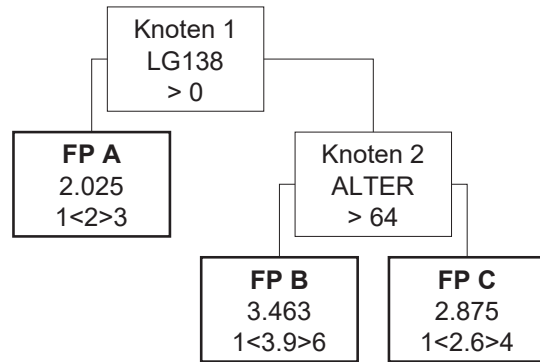 Knoten 1
LG138
> 0
FP A
2.025
1<2>3
Knoten 2
ALTER
> 64
FP B
3.463
1<3.9>6
FP C
2.875
1<2.6>4